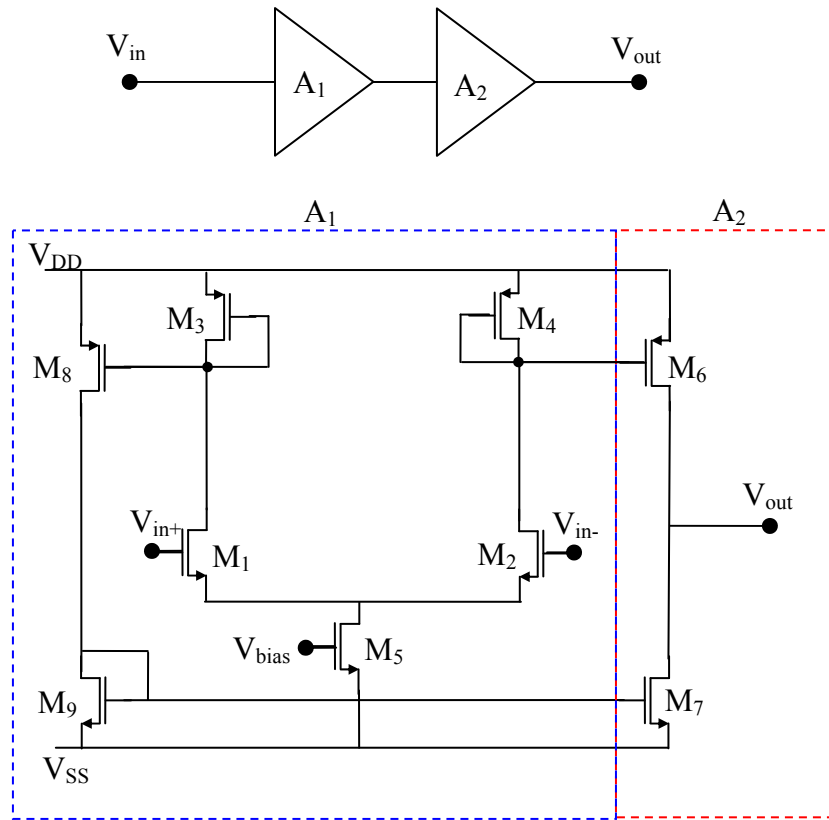 V_in
A_1
A_2
V_out
A_1
A_2
V_DD
M_3
M_4
M_8
M_6
V_in+
M_1
M_2
V_in-
V_out
V_bias
M_5
M_9
M_7
V_SS